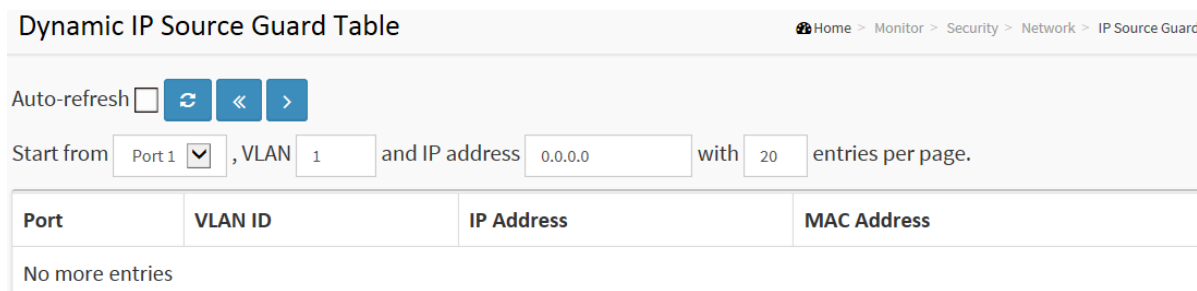 Dynamic IP Source Guard Table
Home > Monitor > Security > Network > IP Source Guard
Auto-refresh
Start from Port 1 , VLAN 1 and IP address 0.0.0.0 with 20 entries per page.
Port VLAN ID IP Address MAC Address
No more entries